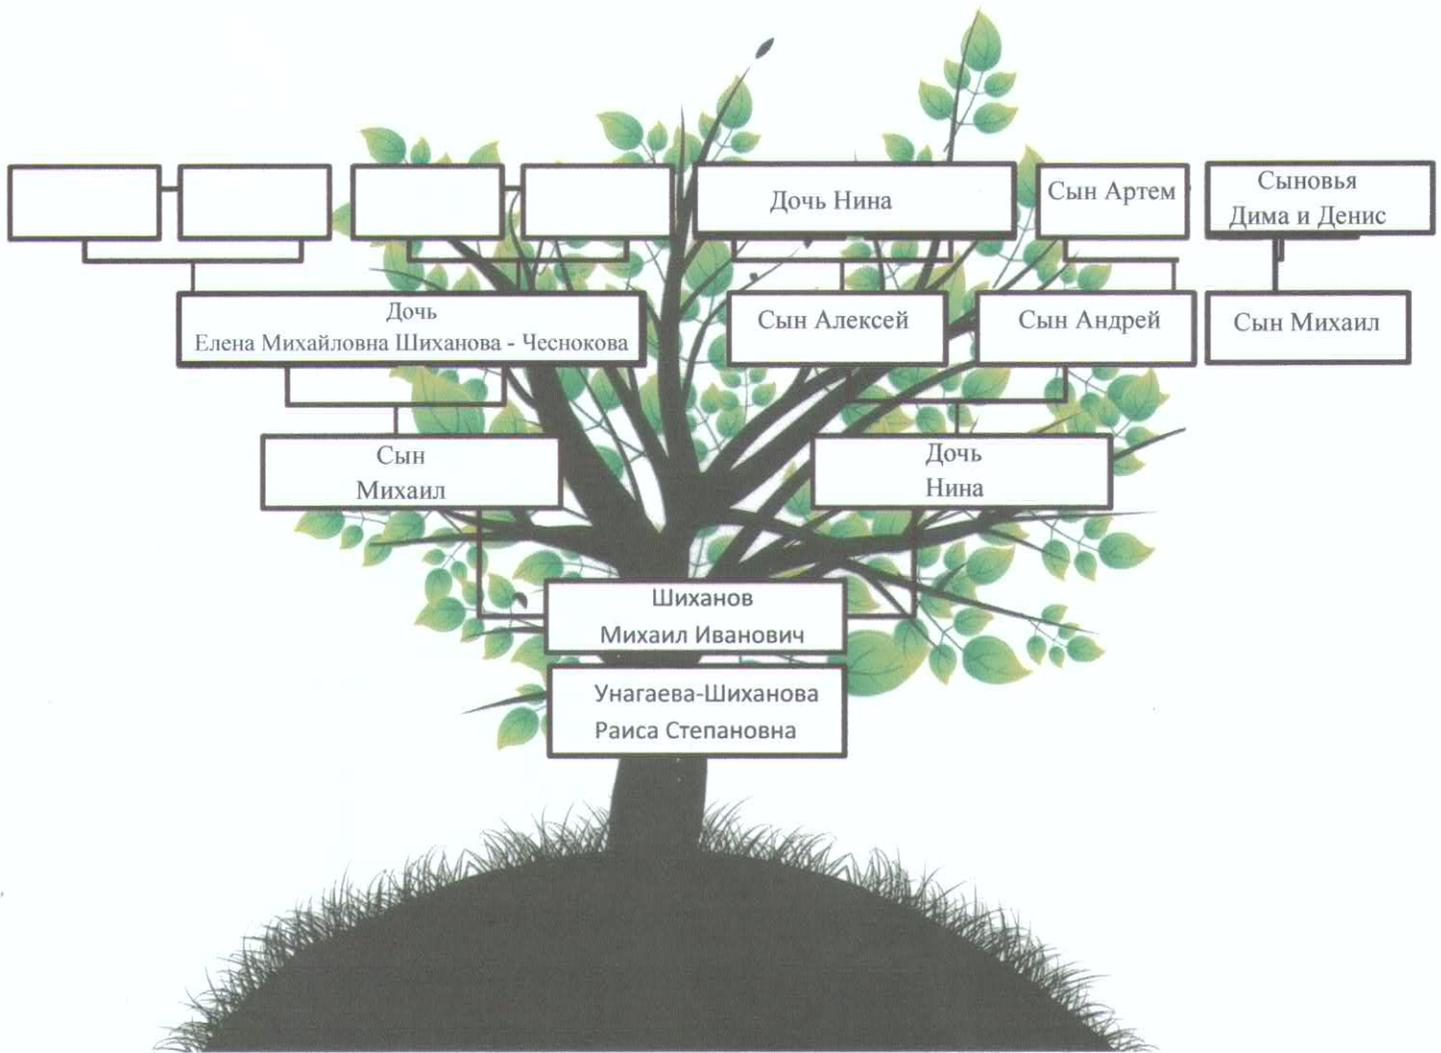 Дочь Нина
Сын Артем
Сыновья
Дима и Денис
Дочь
Елена Михайловна Шиханова - Чеснокова
Сын Алексей
Сын Андрей
Сын Михаил
Сын
Михаил
Дочь
Нина
Шиханов
Михаил Иванович
Унагаева-Шиханова
Раиса Степановна